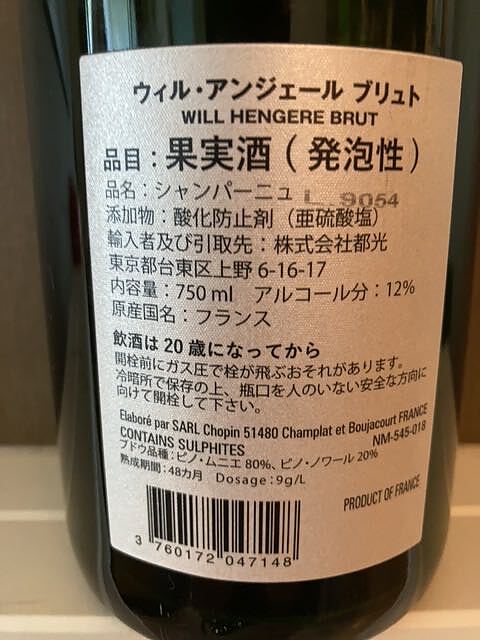 ウィル・アンジェール ブリュト
WILL HENGERE BRUT
品目：果実酒（発泡性）
品名：シャンパーニュ L 9054
添加物：酸化防止剤（亜硫酸塩）
輸入者及び引取先：株式会社都光
東京都台東区上野 6-16-17
内容量：750 ml アルコール分：12%
原産国名：フランス
飲酒は20歳になってから
開栓前にガス圧で栓が飛ぶおそれがあります。
冷暗所で保存の上、瓶口を人のいない安全な方向に
向けて開栓して下さい。
Elaboré par SARL Chopin 51480 Champlat et Boujacourt FRANCE
CONTAINS SULPHITES NM-545-018
ブドウ品種：ピノ・ムニエ 80%、ピノ・ノワール 20%
熟成期間：48カ月 Dosage：9g/L
PRODUCT OF FRANCE
3 760172 047148